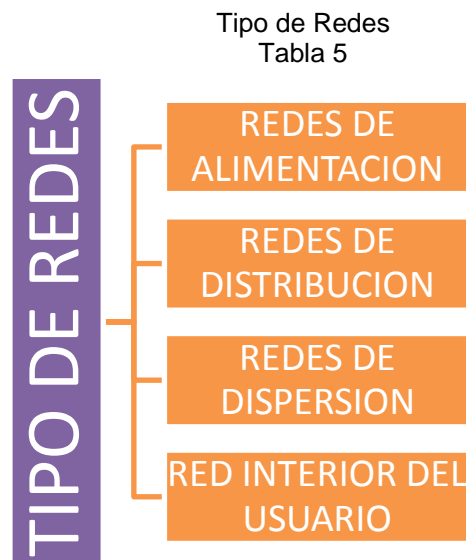 Tipo de Redes
Tabla 5
TIPO DE REDES
REDES DE
ALIMENTACION
REDES DE
DISTRIBUCION
REDES DE
DISPERSION
RED INTERIOR DEL
USUARIO